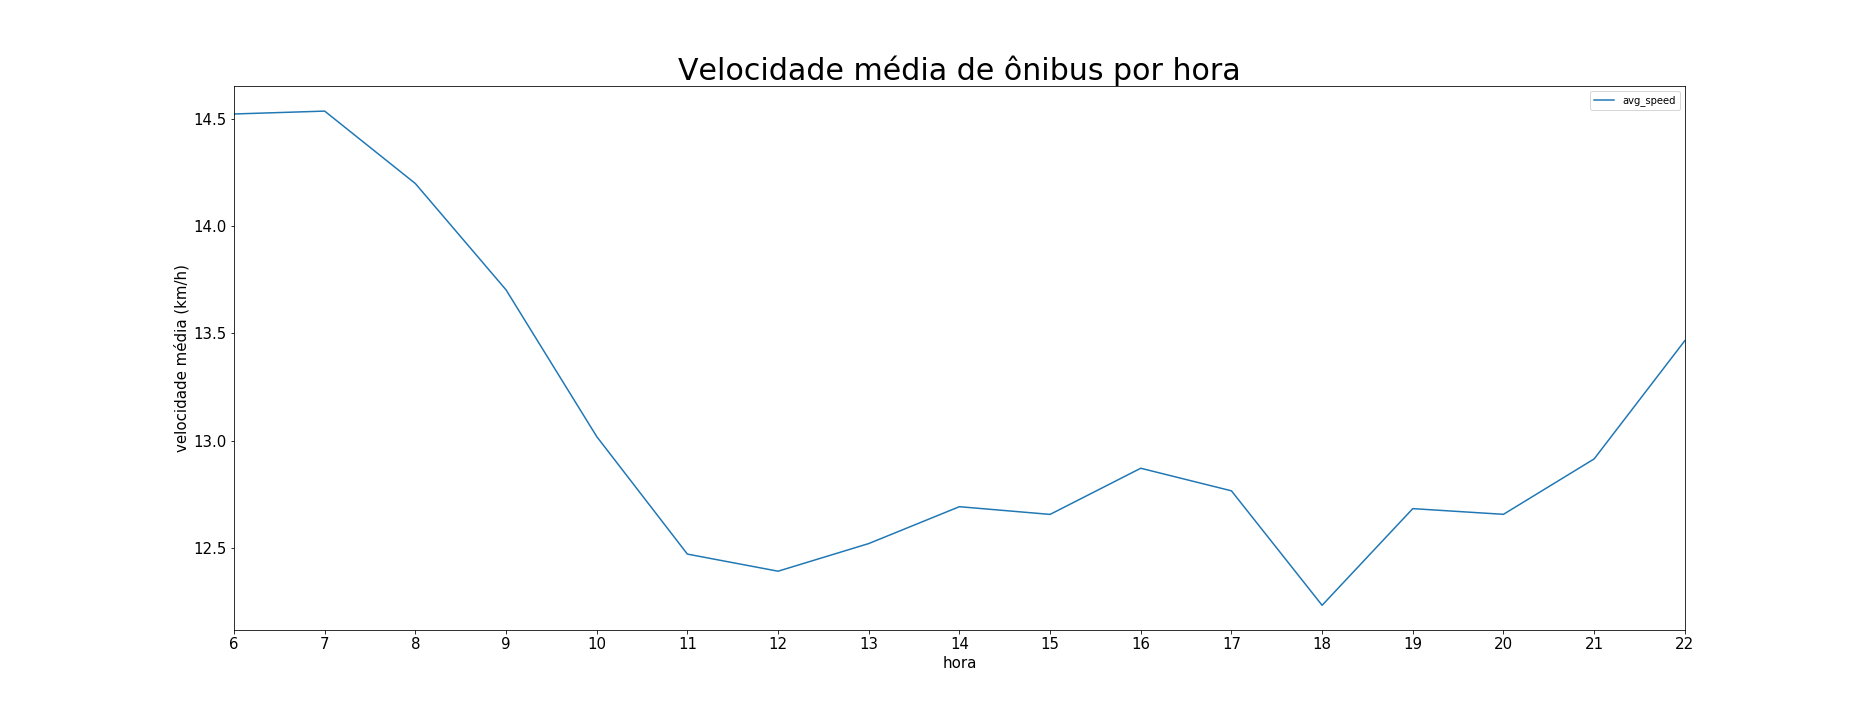 Velocidade média de ônibus por hora
avg_speed
velocidade média (km/h)
14.5
14.0
13.5
13.0
12.5
6 7 8 9 10 11 12 13 14 15 16 17 18 19 20 21 22
hora